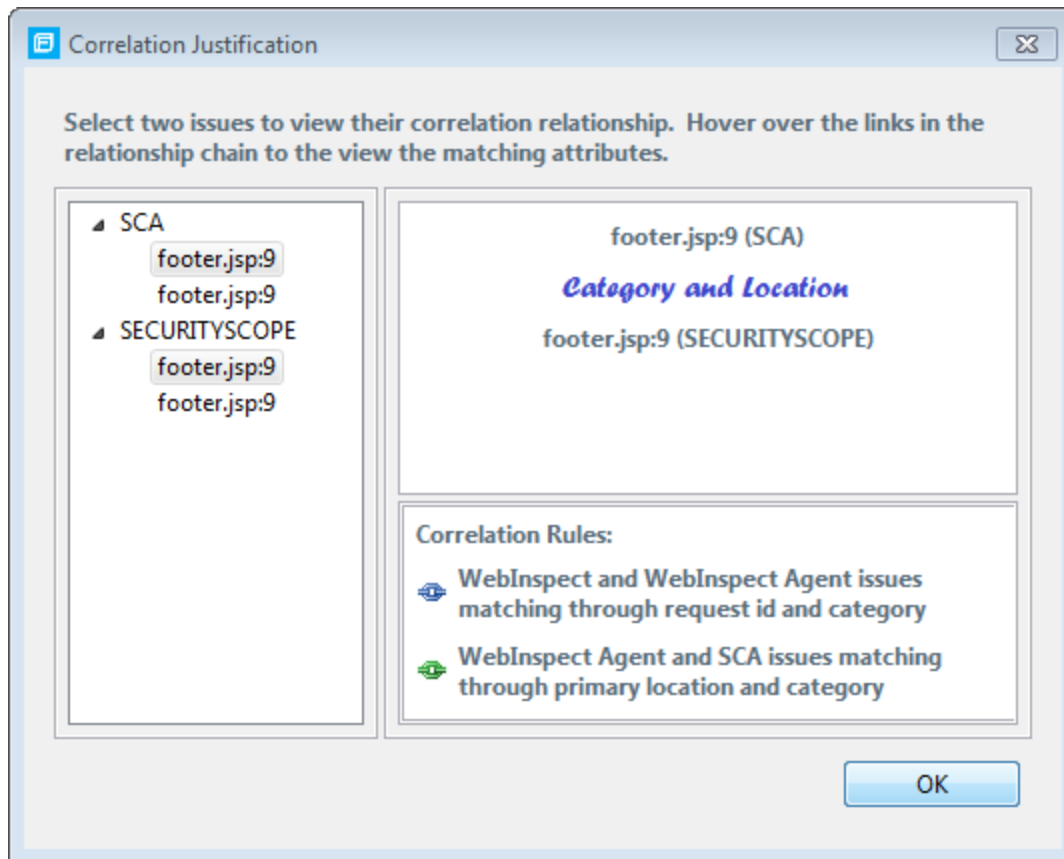 Correlation Justification
Select two issues to view their correlation relationship. Hover over the links in the
relationship chain to the view the matching attributes.
SCA
footer.jsp:9
footer.jsp:9
SECURITYSCOPE
footer.jsp:9
footer.jsp:9
footer.jsp:9 (SCA)
Category and Location
footer.jsp:9 (SECURITYSCOPE)
Correlation Rules:
WebInspect and WebInspect Agent issues
matching through request id and category
WebInspect Agent and SCA issues matching
through primary location and category
OK